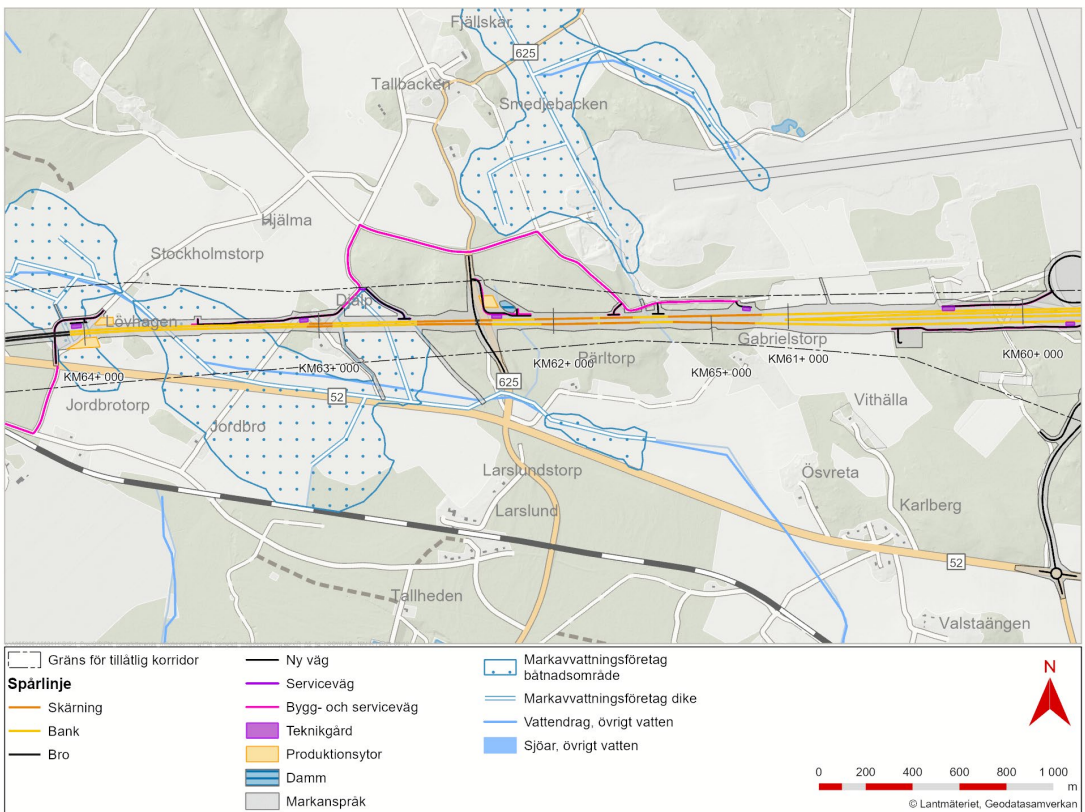 Fjällskär
625
Tallbacken
Smedjebacken
Hjälma
Stockholmstorp
Djulp
Lövhagen
Gabrielstorp
Pärltorp
KM64+ 000
KM63+ 000
KM62+ 000
KM65+ 000
KM61+ 000
KM60+ 000
625
52
Jordbrotorp
Jordbro
Vithälla
Larslundstorp
Ösvreta
Larslund
Karlberg
52
Tallheden
Valstaängen
Gräns för tillåtlig korridor
Spårlinje
Skärning
Bank
Bro
Ny väg
Serviceväg
Bygg- och serviceväg
Teknikgård
Produktionsytor
Damm
Markanspråk
Markavvattningsföretag
båtnadsområde
Markavvattningsföretag dike
Vattendrag, övrigt vatten
Sjöar, övrigt vatten
N
0 200 400 600 800 1 000
m
© Lantmäteriet, Geodatasamverkan